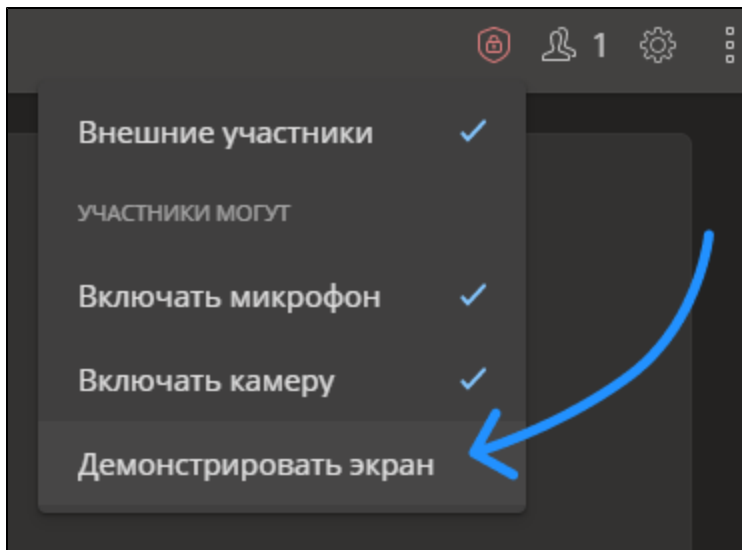 1
Внешние участники
УЧАСТНИКИ МОГУТ
Включать микрофон
Включать камеру
Демонстрировать экран